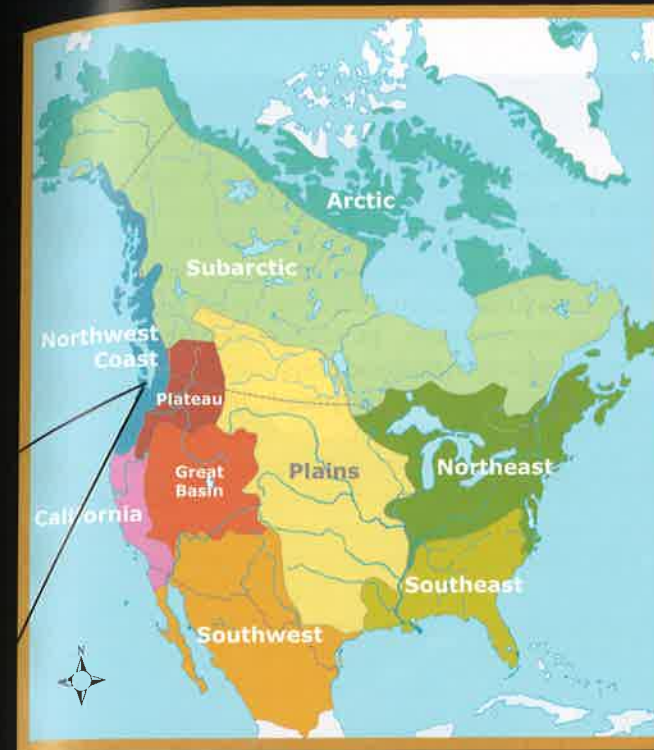 Arctic
Subarctic
Northwest
Coast
Plateau
Great
Basin
Plains
Northeast
California
Southeast
Southwest
N